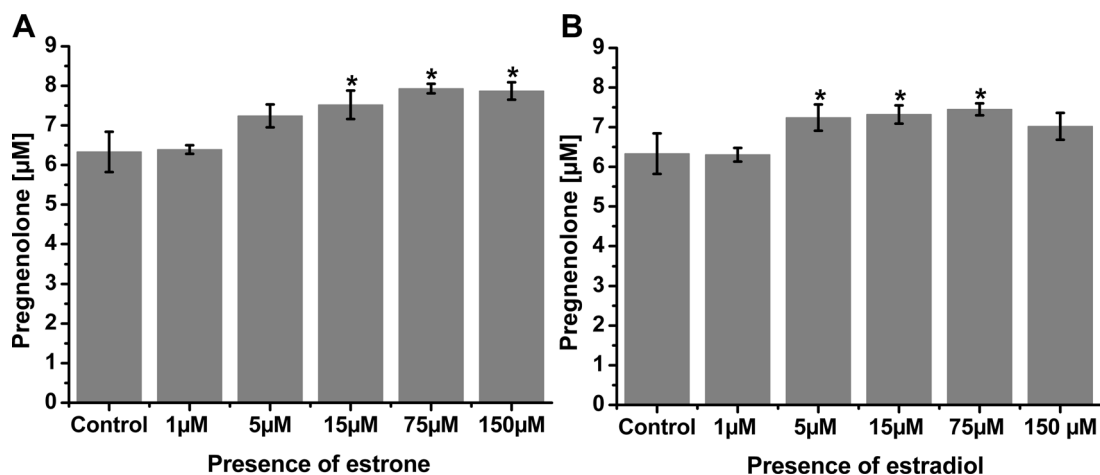 A
Pregnenolone [µM]
9
8
7
6
5
4
3
2
1
0
* * *
Control 1µM 5µM 15µM 75µM 150µM
Presence of estrone
B
Pregnenolone [µM]
9
8
7
6
5
4
3
2
1
0
* * *
Control 1µM 5µM 15µM 75µM 150 µM
Presence of estradiol